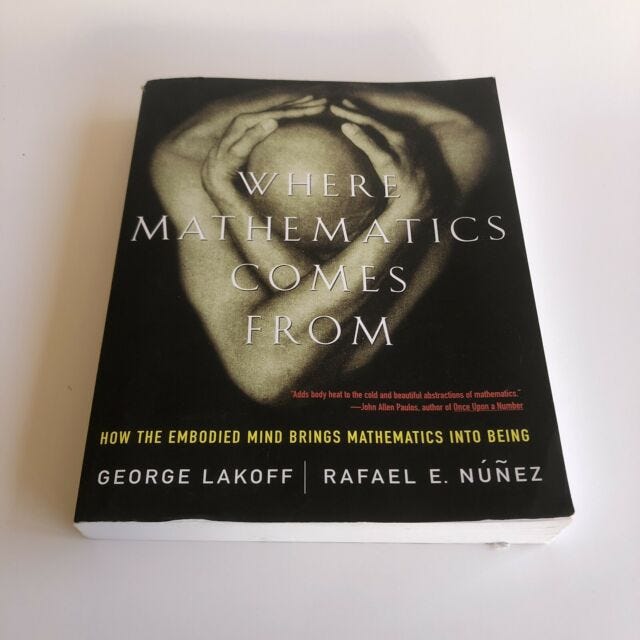 WHERE
MATHEMATICS
COMES
FROM
"Adds body heat to the cold and beautiful abstractions of mathematics."
—John Allen Paulos, author of Once Upon a Number
HOW THE EMBODIED MIND BRINGS MATHEMATICS INTO BEING
GEORGE LAKOFF | RAFAEL E. NÚÑEZ